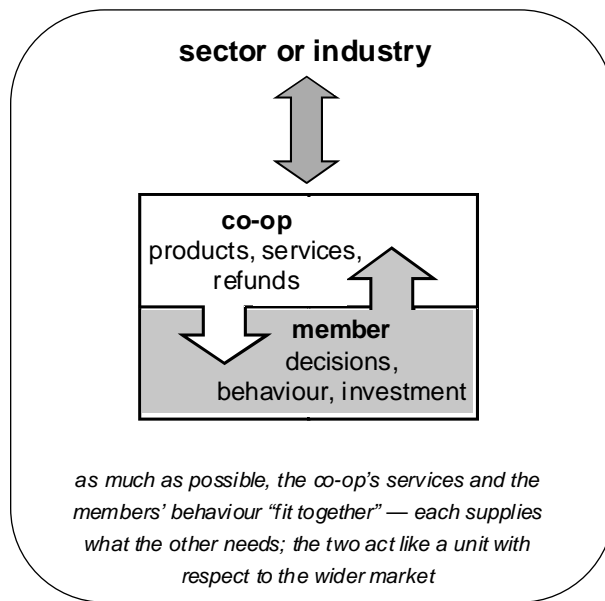 sector or industry
co-op
products, services,
refunds
member
decisions,
behaviour, investment
as much as possible, the co-op's services and the
members' behaviour “fit together” — each supplies
what the other needs; the two act like a unit with
respect to the wider market